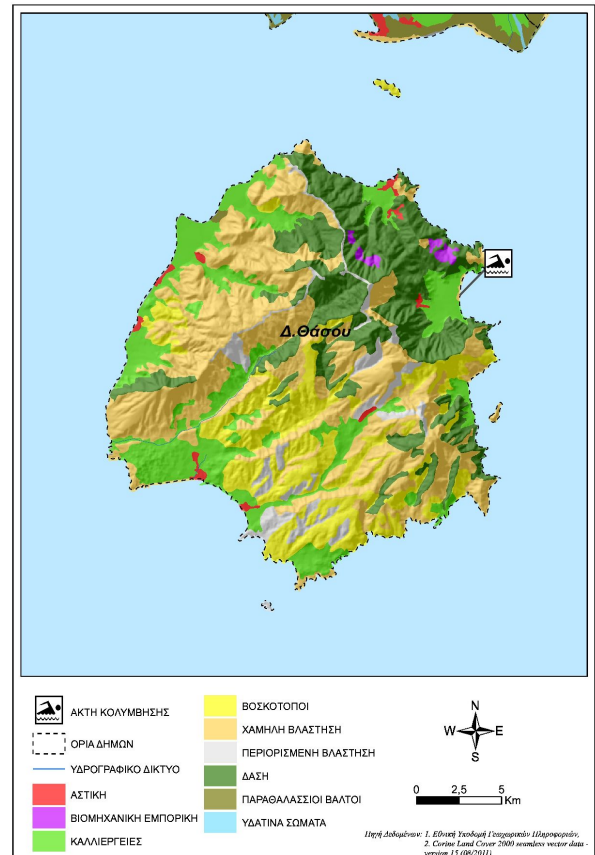 Δ.Θάσου
ΑΚΤΗ ΚΟΛΥΜΒΗΣΗΣ
ΟΡΙΑ ΔΗΜΩΝ
ΥΔΡΟΓΡΑΦΙΚΟ ΔΙΚΤΥΟ
ΑΣΤΙΚΗ
ΒΙΟΜΗΧΑΝΙΚΗ ΕΜΠΟΡΙΚΗ
ΚΑΛΛΙΕΡΓΕΙΕΣ
ΒΟΣΚΟΤΟΠΟΙ
ΧΑΜΗΛΗ ΒΛΑΣΤΗΣΗ
ΠΕΡΙΟΡΙΣΜΕΝΗ ΒΛΑΣΤΗΣΗ
ΔΑΣΗ
ΠΑΡΑΘΑΛΑΣΣΙΟΙ ΒΑΛΤΟΙ
ΥΔΑΤΙΝΑ ΣΩΜΑΤΑ
N
W E
S
0 2,5 5
Km
Πηγή Δεδομένων: 1. Εθνική Υποδομή Γεωχωρικών Πληροφοριών,
2. Corine Land Cover 2000 seamless vector data -
version 15 (08/2011)